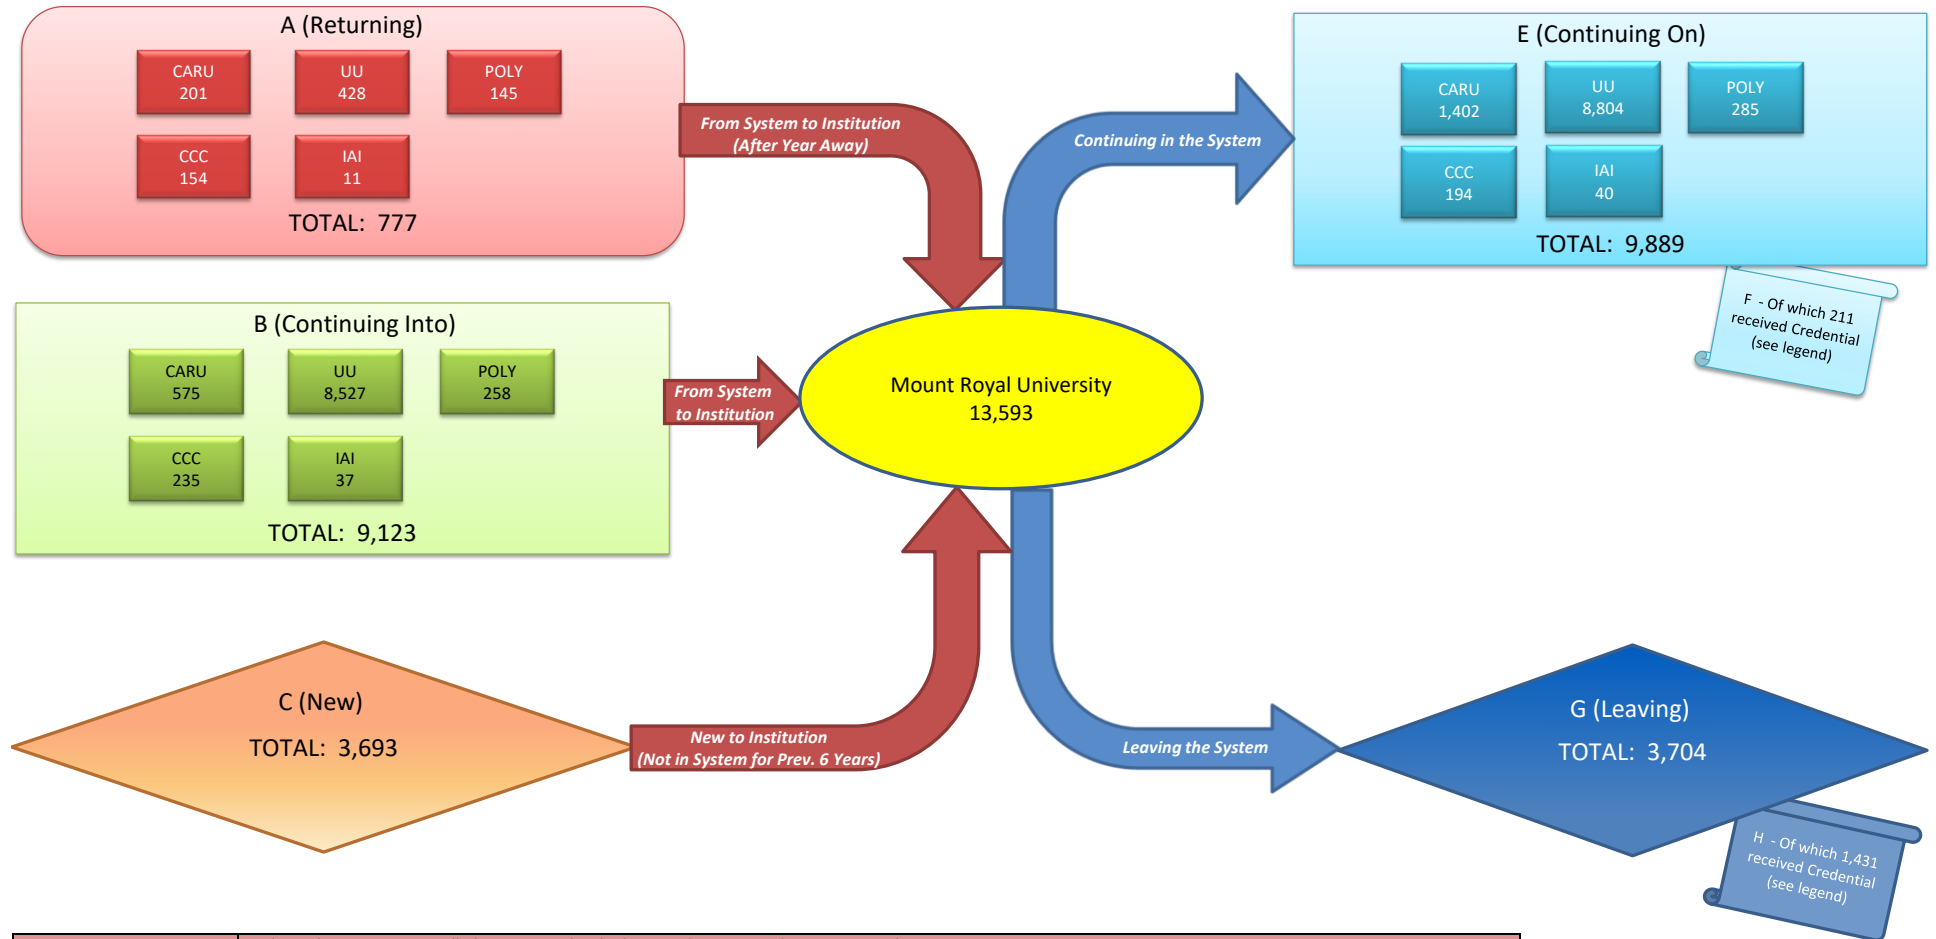 A (Returning)
CARU
201
UU
428
POLY
145
CCC
154
IAI
11
TOTAL: 777
From System to Institution
(After Year Away)
Continuing in the System
E (Continuing On)
CARU
1,402
UU
8,804
POLY
285
CCC
194
IAI
40
TOTAL: 9,889
F - Of which 211
received Credential
(see legend)
B (Continuing Into)
CARU
575
UU
8,527
POLY
258
CCC
235
IAI
37
TOTAL: 9,123
From System
to Institution
Mount Royal University
13,593
C (New)
TOTAL: 3,693
New to Institution
(Not in System for Prev. 6 Years)
Leaving the System
G (Leaving)
TOTAL: 3,704
H - Of which 1,431
received Credential
(see legend)